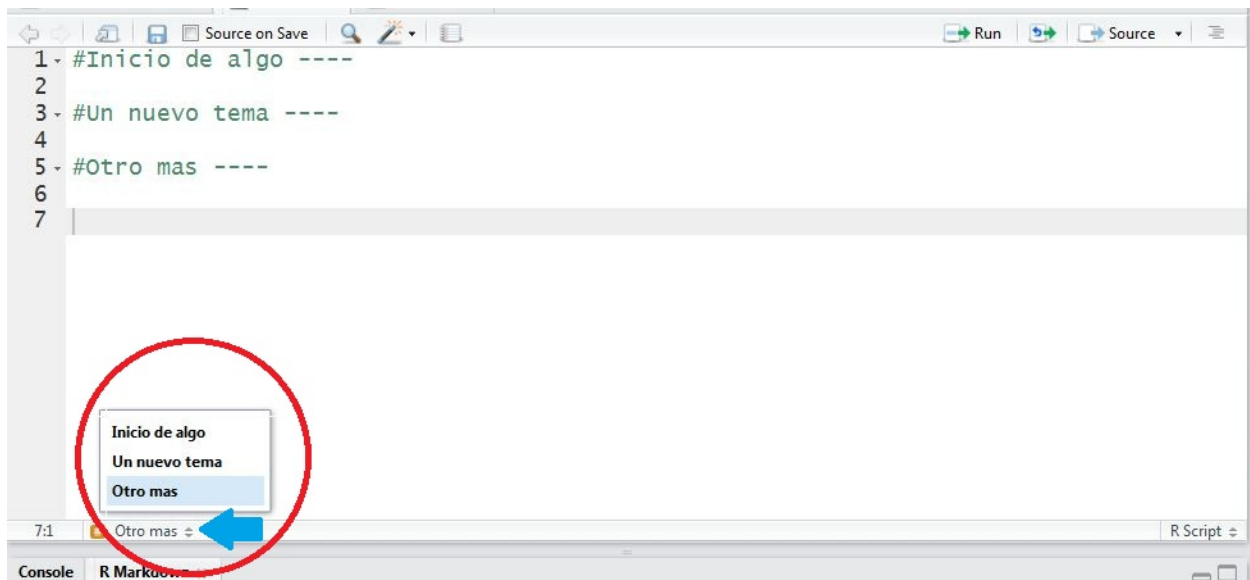 Source on Save Run Source
1 #Inicio de algo ----
2
3 #Un nuevo tema ----
4
5 #Otro mas ----
6
7
Inicio de algo
Un nuevo tema
Otro mas
7:1 Otro mas R Script
Console R Markdown